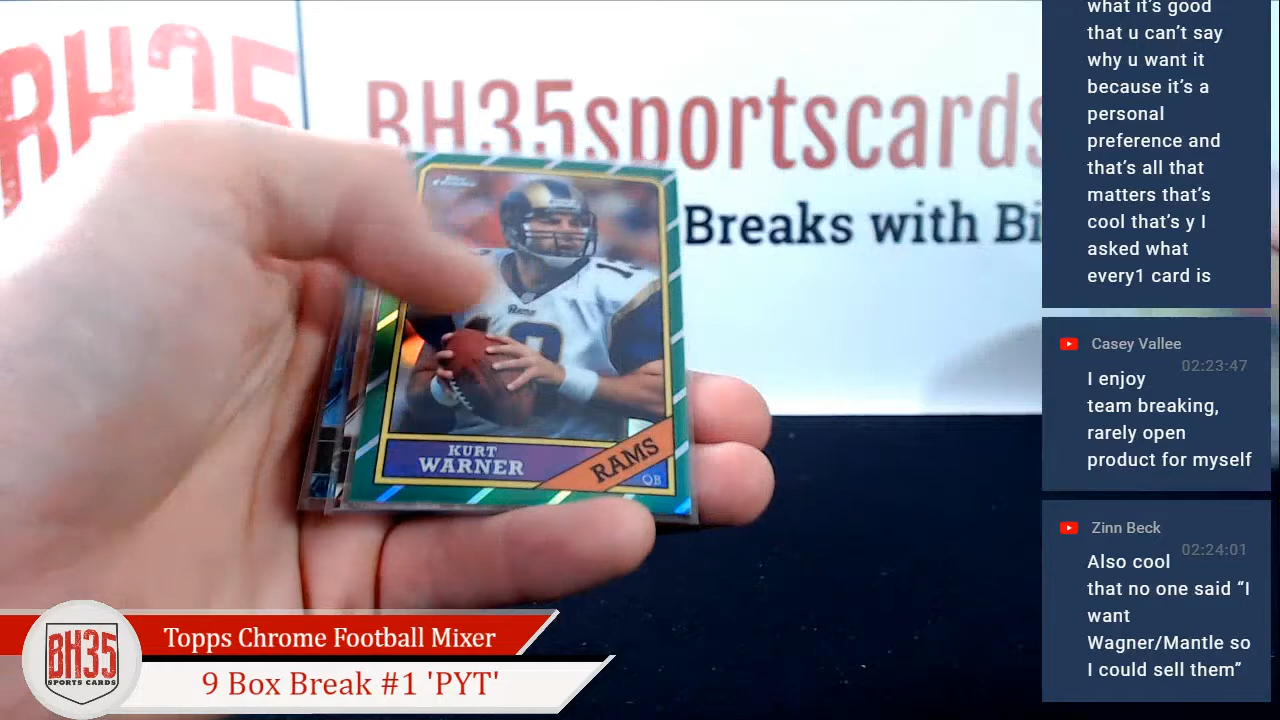 BH35
BH35sportscards
Breaks with Bi
KURT
WARNER
RAMS
QB
BH35
SPORTS CARDS
Topps Chrome Football Mixer
9 Box Break #1 'PYT'
what it's good
that u can't say
why u want it
because it's a
personal
preference and
that's all that
matters that's
cool that's y I
asked what
every1 card is
Casey Vallee
02:23:47
I enjoy
team breaking,
rarely open
product for myself
Zinn Beck
02:24:01
Also cool
that no one said “I
want
Wagner/Mantle so
I could sell them”